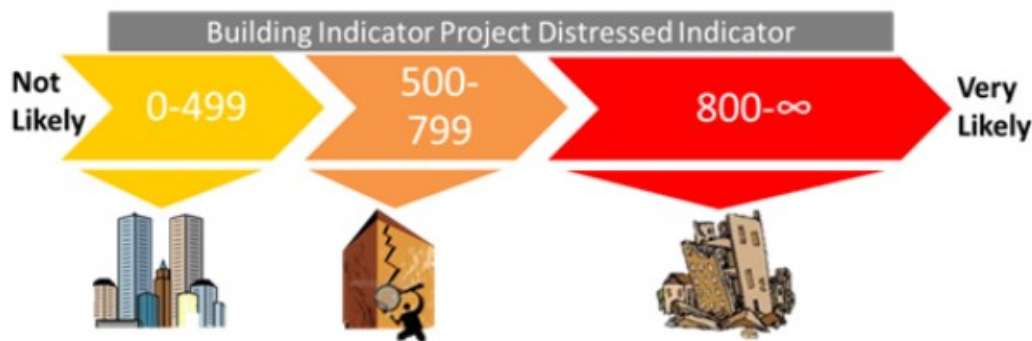 Building Indicator Project Distressed Indicator
Not
Likely
0-499
500-
799
800-∞
Very
Likely